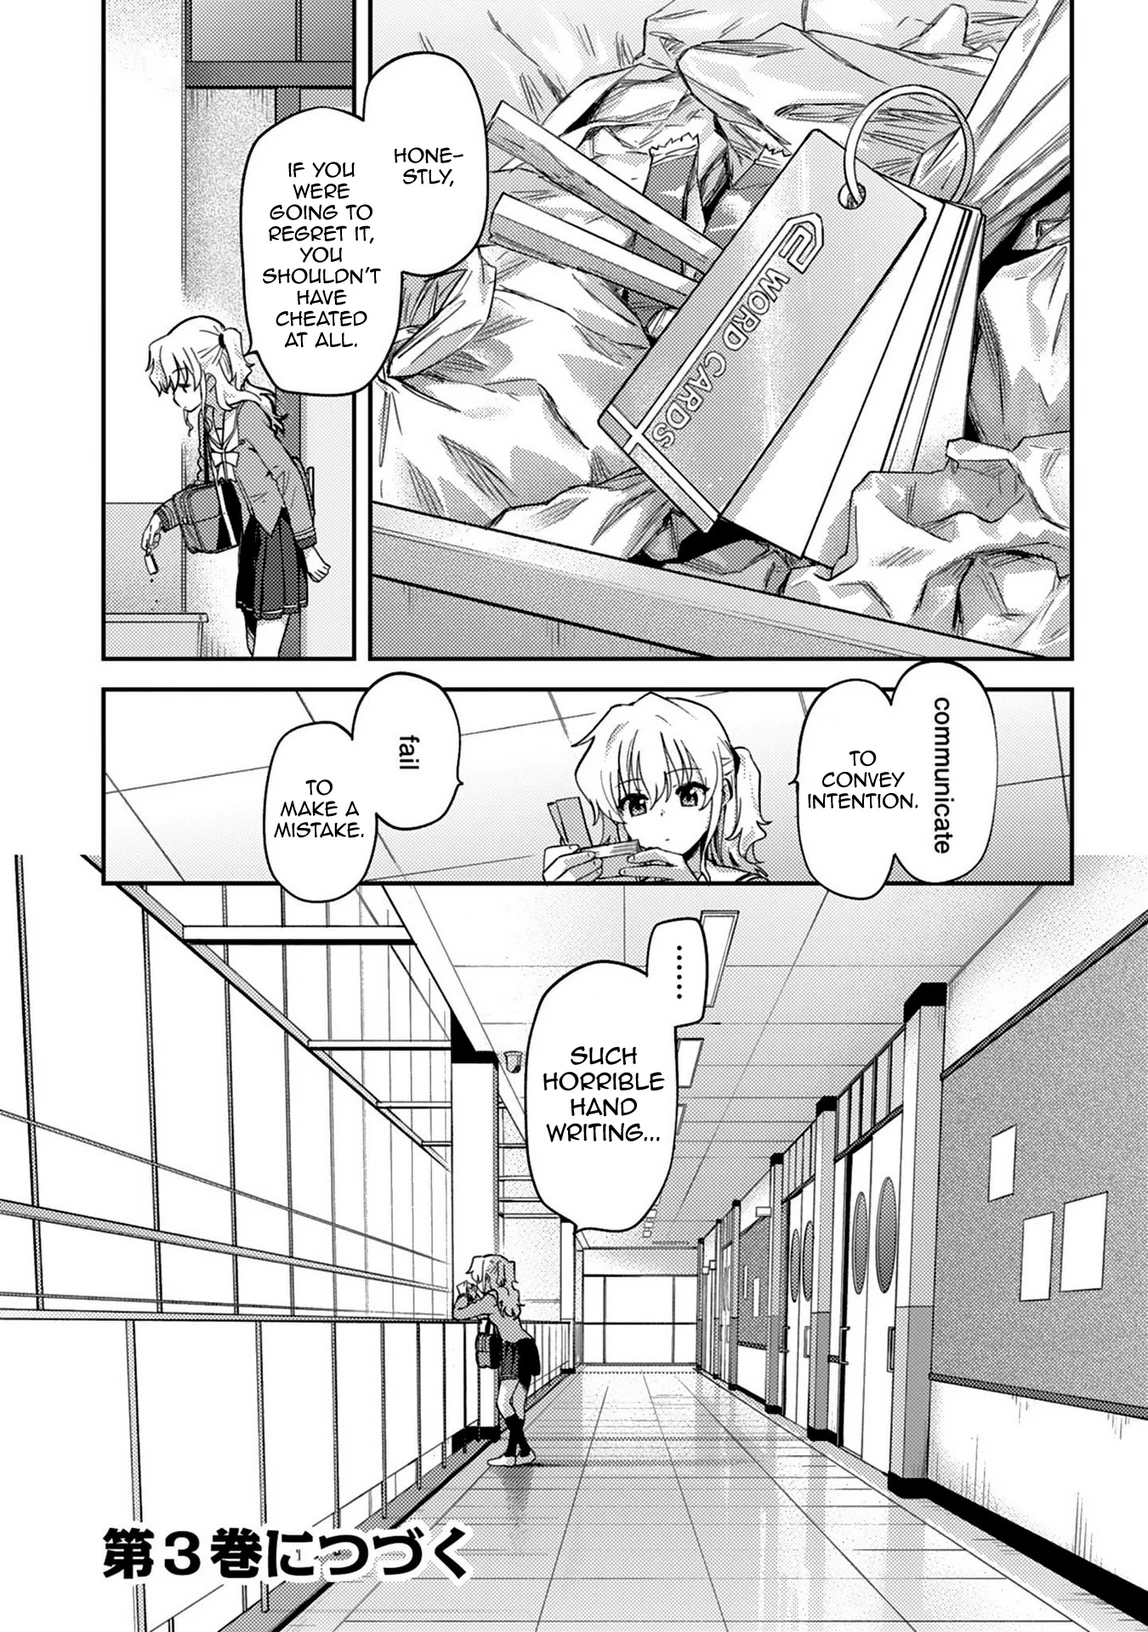 WORD CARDS
HONE-
STLY,
IF YOU
WERE
GOING TO
REGRET IT,
YOU
SHOULDN'T
HAVE
CHEATED
AT ALL.
communicate
TO
CONVEY
INTENTION.
fail
TO
MAKE A
MISTAKE.
......
SUCH
HORRIBLE
HAND
WRITING...
第3巻につづく